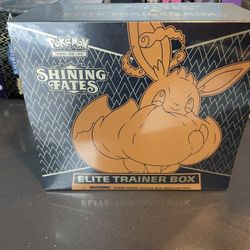 Pokémon
TRADING CARD GAME
SHINING
FATES
ELITE TRAINER BOX
WARNING: